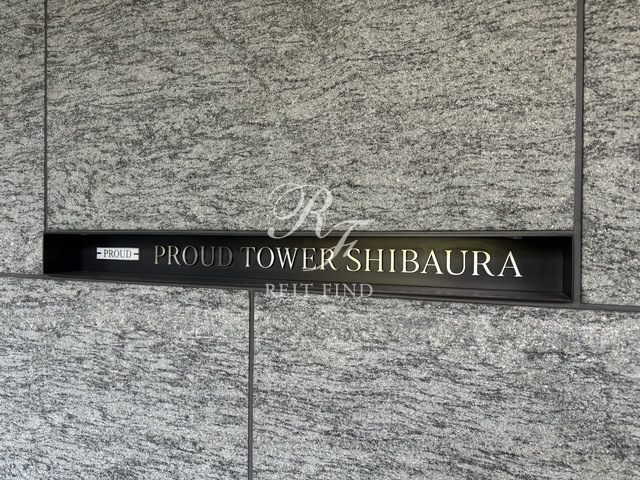 PROUD PROUD TOWER SHIBAURA
RF
REIT FIND